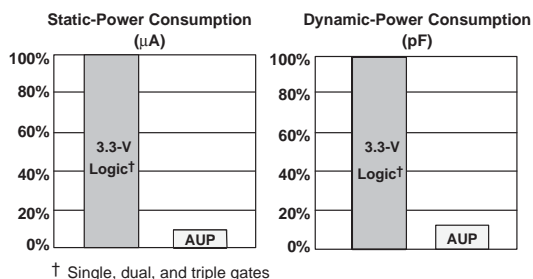 Static-Power Consumption
(μA)
100%
80%
60%
40%
20%
0%
3.3-V
Logic†
AUP
Dynamic-Power Consumption
(pF)
100%
80%
60%
40%
20%
0%
3.3-V
Logic†
AUP
† Single, dual, and triple gates